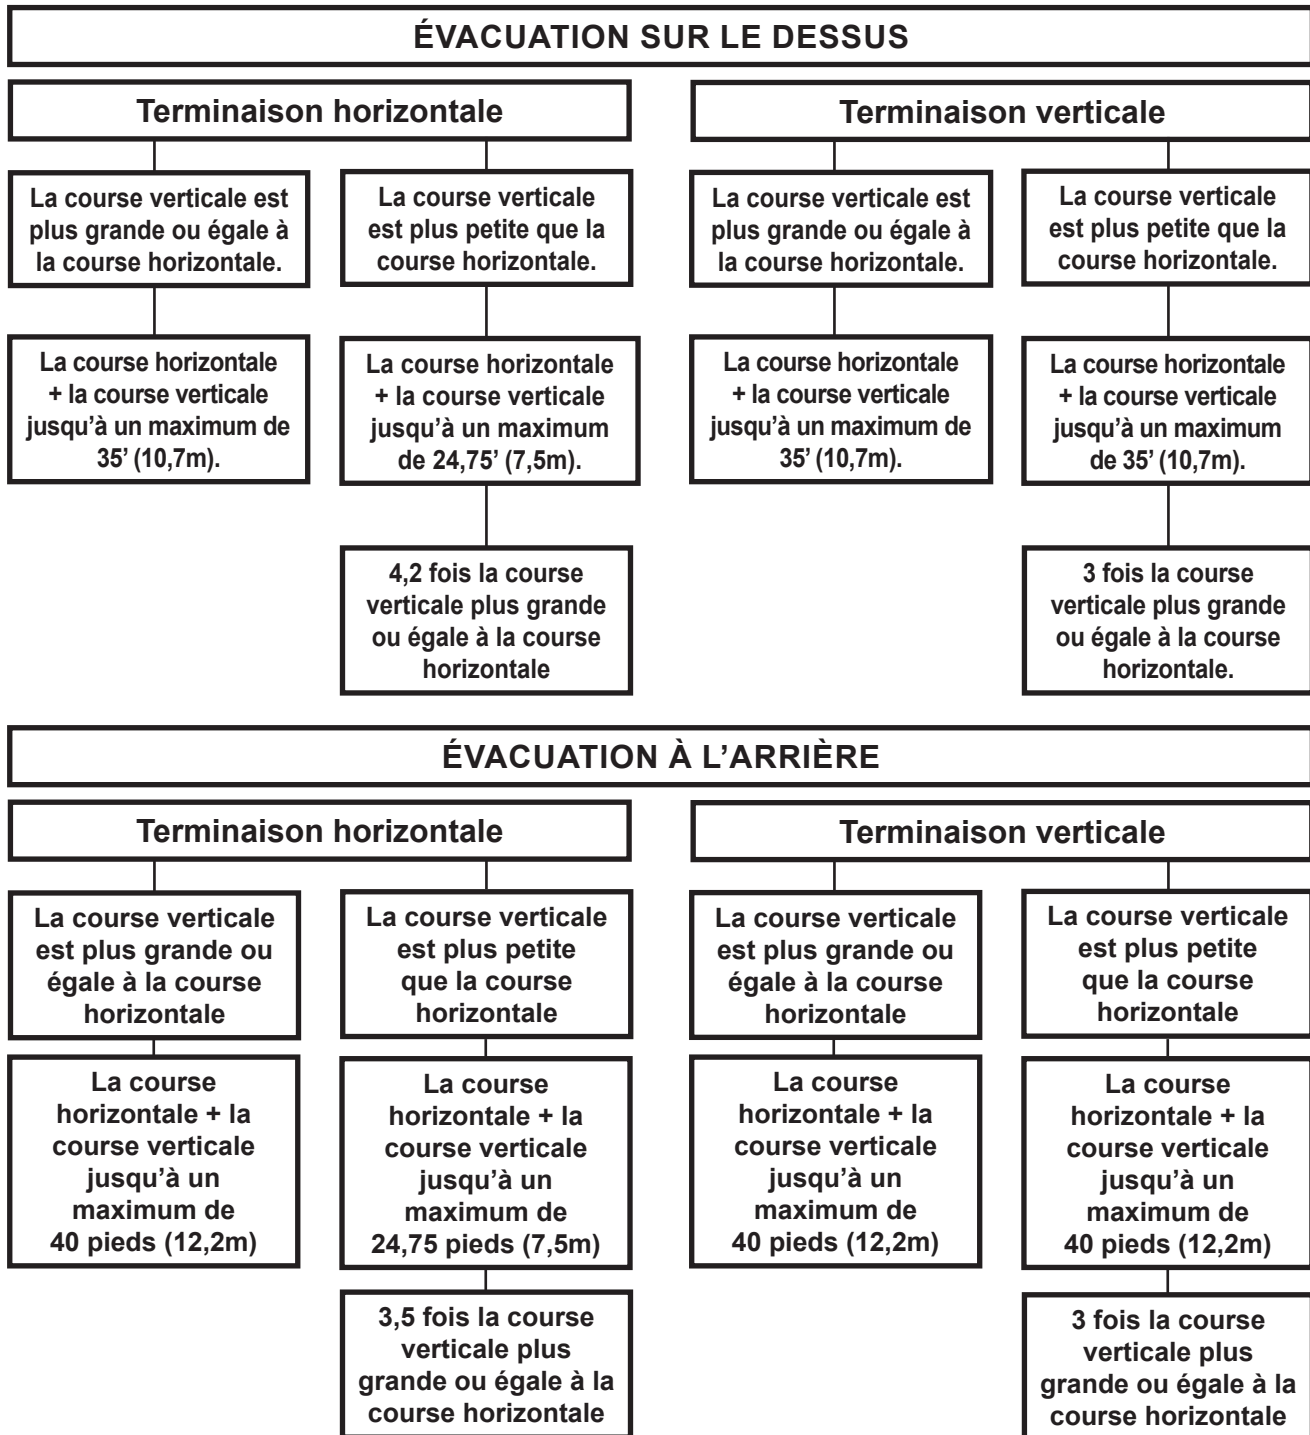 ÉVACUATION SUR LE DESSUS
Terminaison horizontale
La course verticale est
plus grande ou égale à
la course horizontale.
La course horizontale
+ la course verticale
jusqu’à un maximum de
35’ (10,7m).
La course verticale
est plus petite que la
course horizontale.
La course horizontale
+ la course verticale
jusqu’à un maximum
de 24,75’ (7,5m).
4,2 fois la course
verticale plus grande
ou égale à la course
horizontale
Terminaison verticale
La course verticale est
plus grande ou égale à
la course horizontale.
La course horizontale
+ la course verticale
jusqu’à un maximum de
35’ (10,7m).
La course verticale
est plus petite que la
course horizontale.
La course horizontale
+ la course verticale
jusqu’à un maximum
de 35’ (10,7m).
3 fois la course
verticale plus grande
ou égale à la course
horizontale.
ÉVACUATION À L’ARRIÈRE
Terminaison horizontale
La course verticale
est plus grande ou
égale à la course
horizontale
La course
horizontale + la
course verticale
jusqu’à un
maximum de
40 pieds (12,2m)
La course verticale
est plus petite
que la course
horizontale
La course
horizontale + la
course verticale
jusqu’à un
maximum de
24,75 pieds (7,5m)
3,5 fois la course
verticale plus
grande ou égale à la
course horizontale
Terminaison verticale
La course verticale
est plus grande ou
égale à la course
horizontale
La course
horizontale + la
course verticale
jusqu’à un
maximum de
40 pieds (12,2m)
La course verticale
est plus petite
que la course
horizontale
La course
horizontale + la
course verticale
jusqu’à un
maximum de
40 pieds (12,2m)
3 fois la course
verticale plus
grande ou égale à la
course horizontale